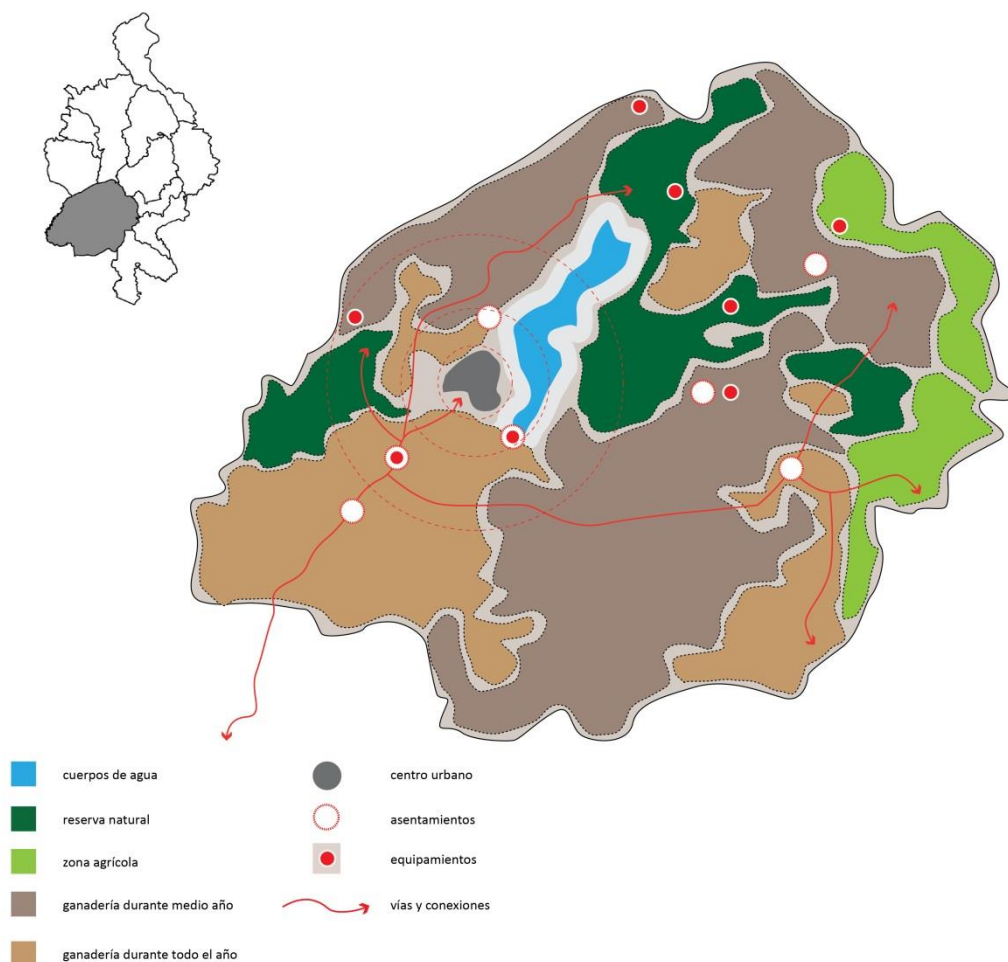 cuerpos de agua
reserva natural
zona agrícola
ganadería durante medio año
ganadería durante todo el año
centro urbano
asentamientos
equipamientos
vías y conexiones